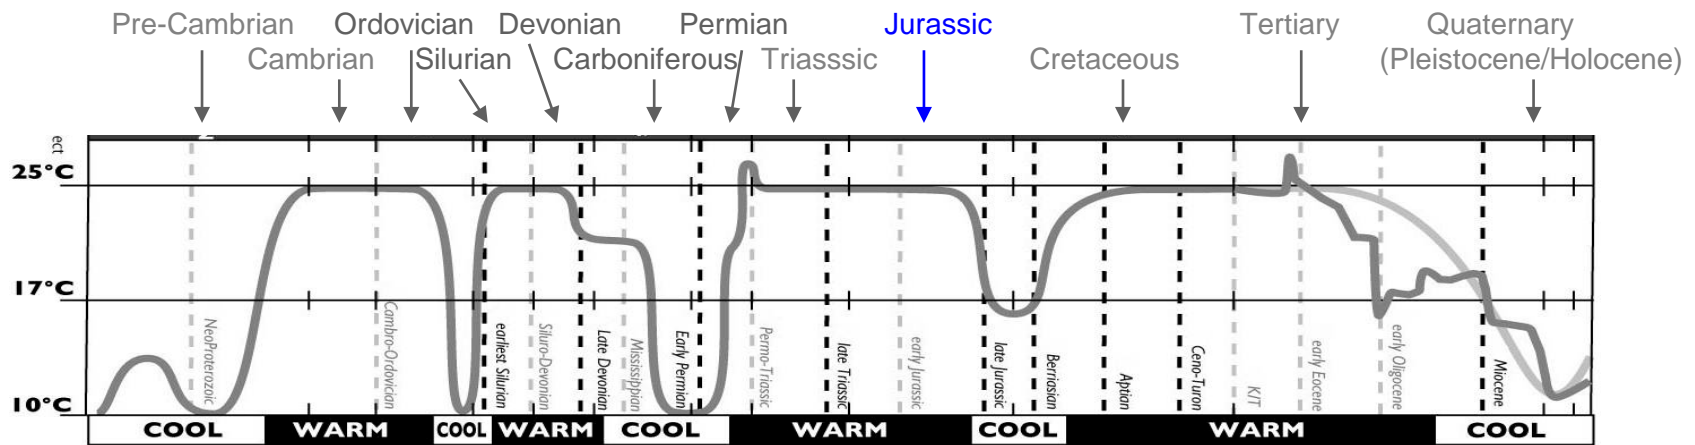 Pre-Cambrian Ordovician Devonian Permian Jurassic Tertiary Quaternary
Cambrian Silurian Carboniferous Triasssic Cretaceous (Pleistocene/Holocene)
ect
25°C
17°C
10°C
NeoProterozoic
Cambro-Ordovician
earliest Silurian
Siluro-Devonian
Late Devonian
Mississippian
Early Permian
Permo-Triassic
late Triassic
early Jurassic
late Jurassic
Berriasian
Aptian
Ceno-Turon
K/T
early Eocene
early Oligocene
Miocene
COOL WARM COOL WARM COOL WARM COOL WARM COOL